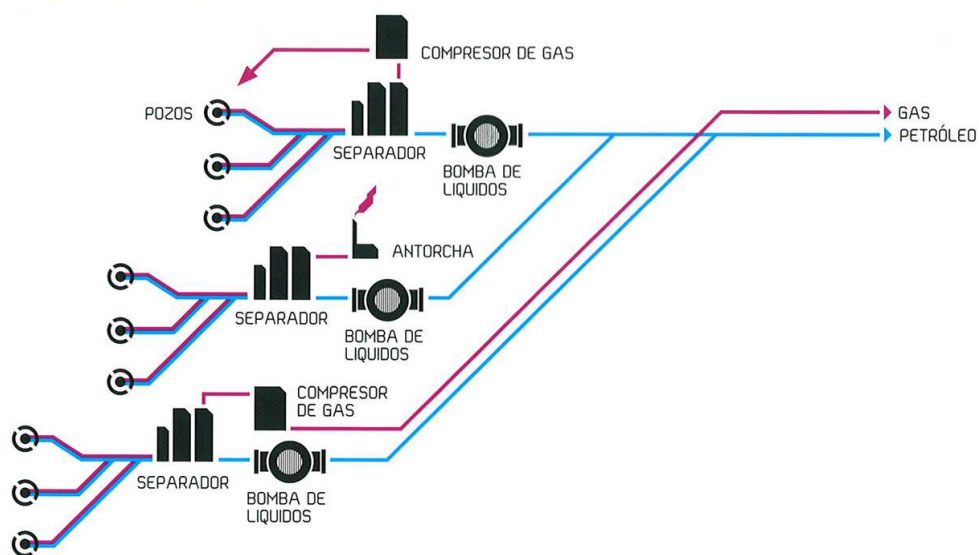 COMPRESOR DE GAS
POZOS
GAS
PETRÓLEO
SEPARADOR
BOMBA DE
LIQUIDOS
ANTORCHA
SEPARADOR
BOMBA DE
LIQUIDOS
COMPRESOR
DE GAS
SEPARADOR
BOMBA DE
LIQUIDOS